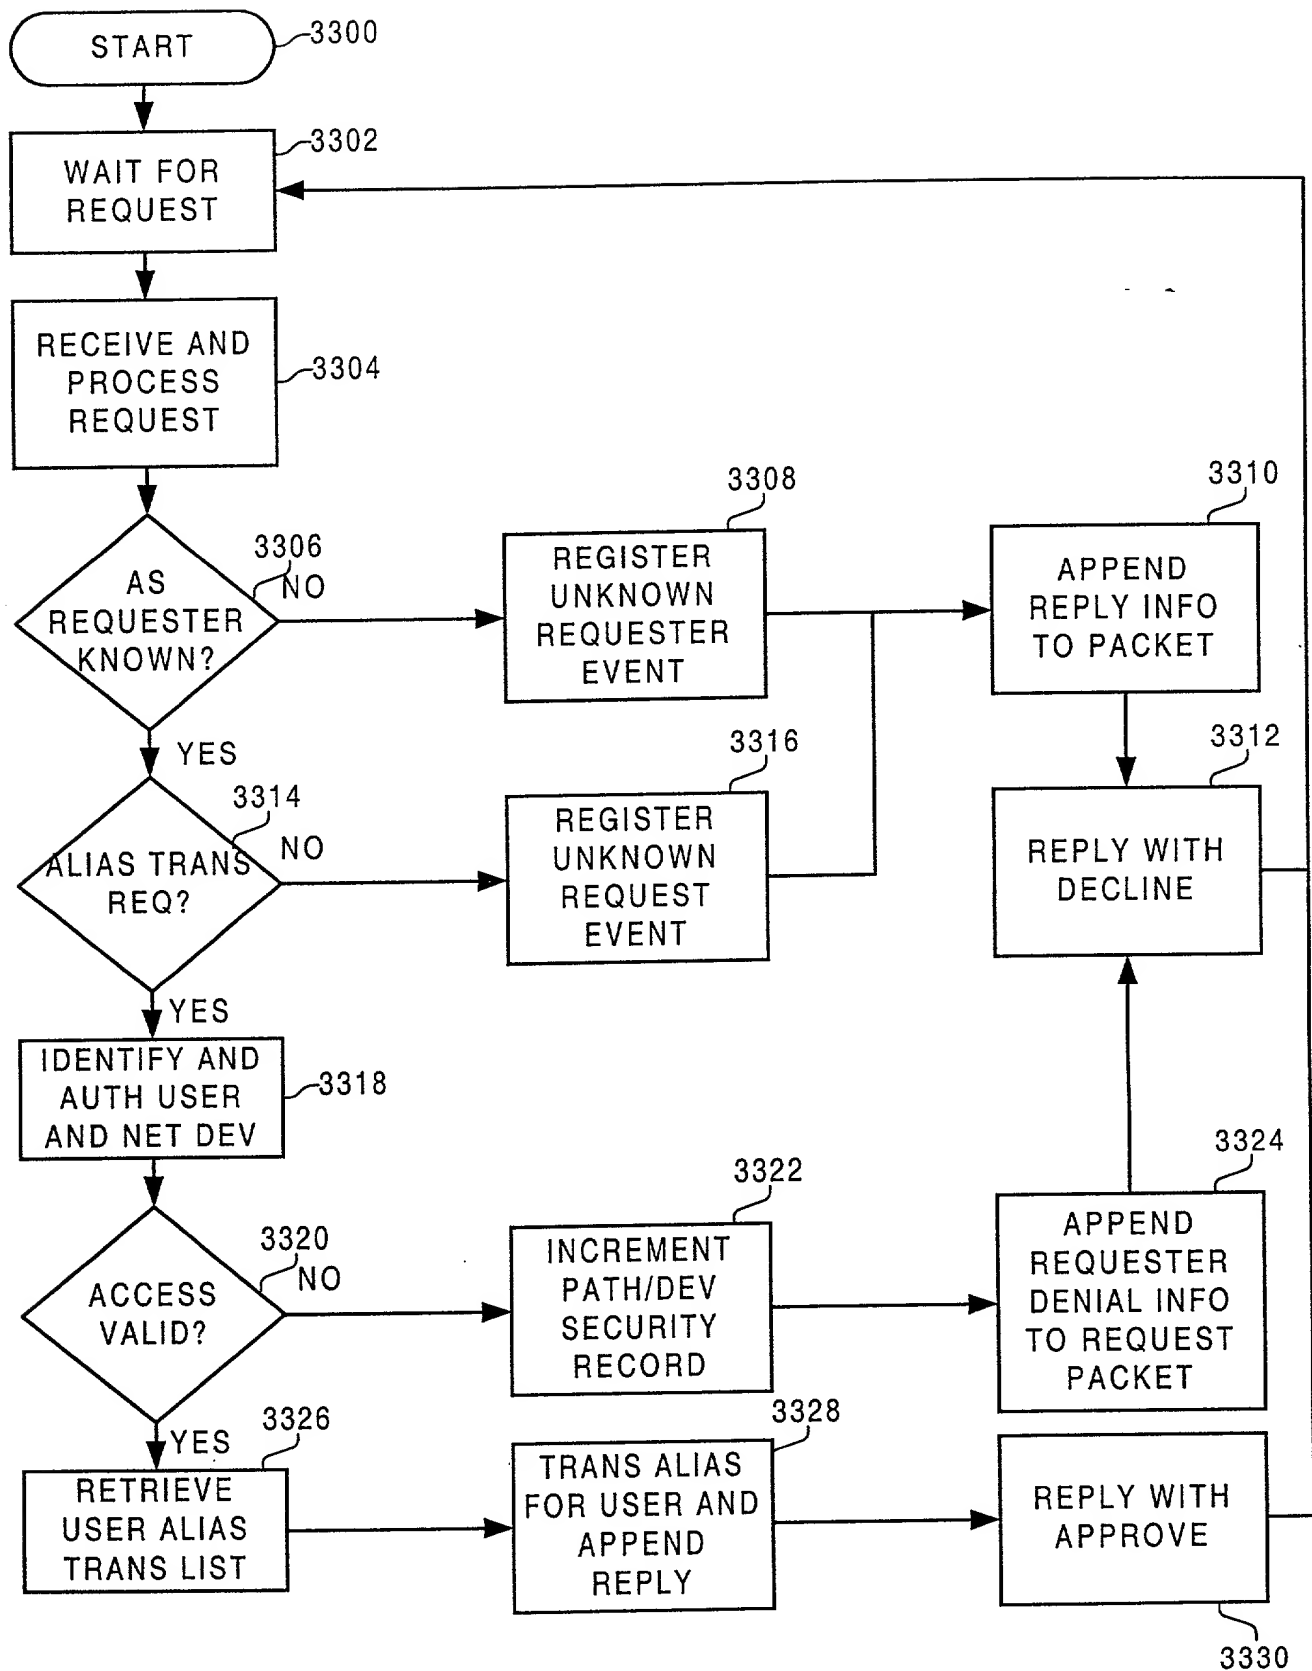 START
3300
WAIT FOR
REQUEST
3302
RECEIVE AND
PROCESS
REQUEST
3304
AS
REQUESTER
KNOWN?
3306
NO
YES
REGISTER
UNKNOWN
REQUESTER
EVENT
3308
APPEND
REPLY INFO
TO PACKET
3310
REPLY WITH
DECLINE
3312
ALIAS TRANS
REQ?
3314
NO
YES
REGISTER
UNKNOWN
REQUEST
EVENT
3316
IDENTIFY AND
AUTH USER
AND NET DEV
3318
ACCESS
VALID?
3320
NO
YES
INCREMENT
PATH/DEV
SECURITY
RECORD
3322
APPEND
REQUESTER
DENIAL INFO
TO REQUEST
PACKET
3324
RETRIEVE
USER ALIAS
TRANS LIST
3326
TRANS ALIAS
FOR USER AND
APPEND
REPLY
3328
REPLY WITH
APPROVE
3330